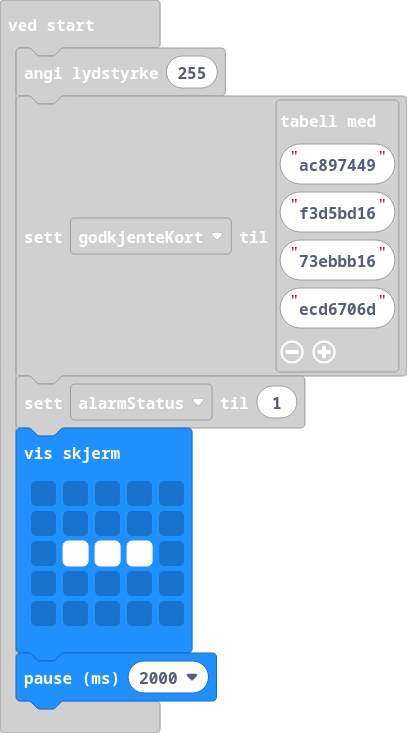 ved start
angi lydstyrke 255
tabell med
"ac897449"
"f3d5bd16"
sett godkjenteKort til
"73ebbb16"
"ecd6706d"
sett alarmStatus til 1
vis skjerm
pause (ms) 2000